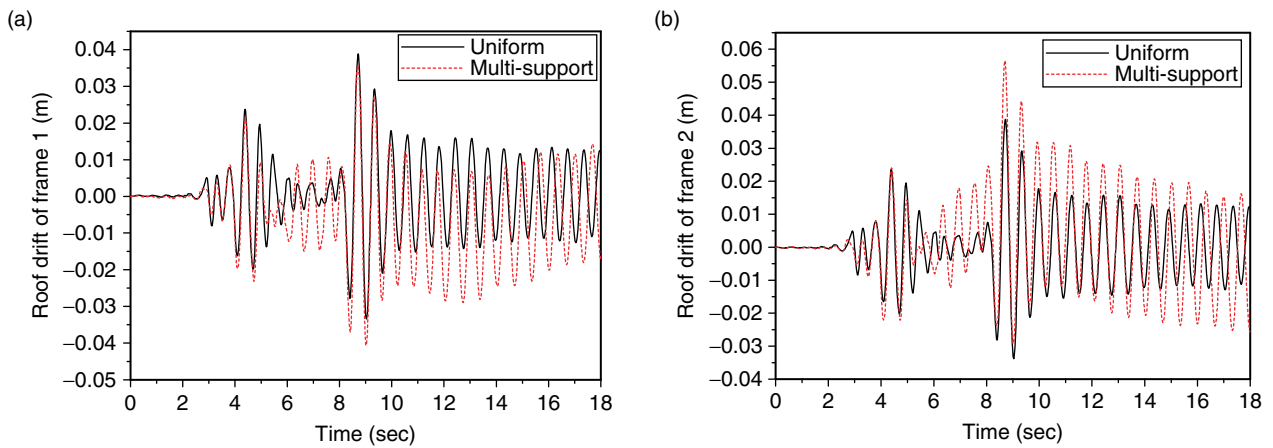 (a)
0.04
0.03
0.02
0.01
0.00
−0.01
−0.02
−0.03
−0.04
−0.05
Roof drift of frame 1 (m)
Uniform
Multi-support
0 2 4 6 8 10 12 14 16 18
Time (sec)
(b)
0.06
0.05
0.04
0.03
0.02
0.01
0.00
−0.01
−0.02
−0.03
−0.04
Roof drift of frame 2 (m)
Uniform
Multi-support
0 2 4 6 8 10 12 14 16 18
Time (sec)